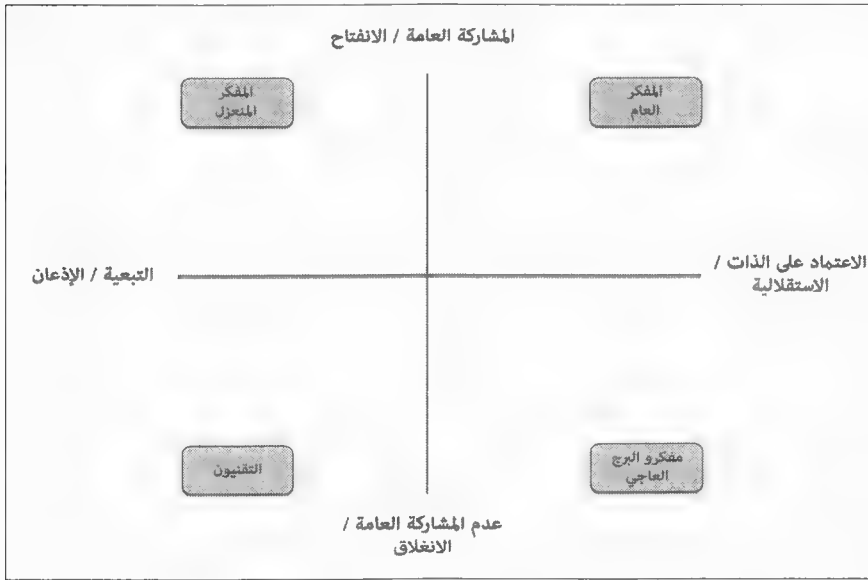 المشاركة العامة / الانفتاح
المفكر
العام
المفكر
المنعزل
الاعتماد على الذات /
الاستقلالية
التبعية / الإذعان
مفكرو البرج
العاجي
التقنيون
عدم المشاركة العامة /
الانغلاق